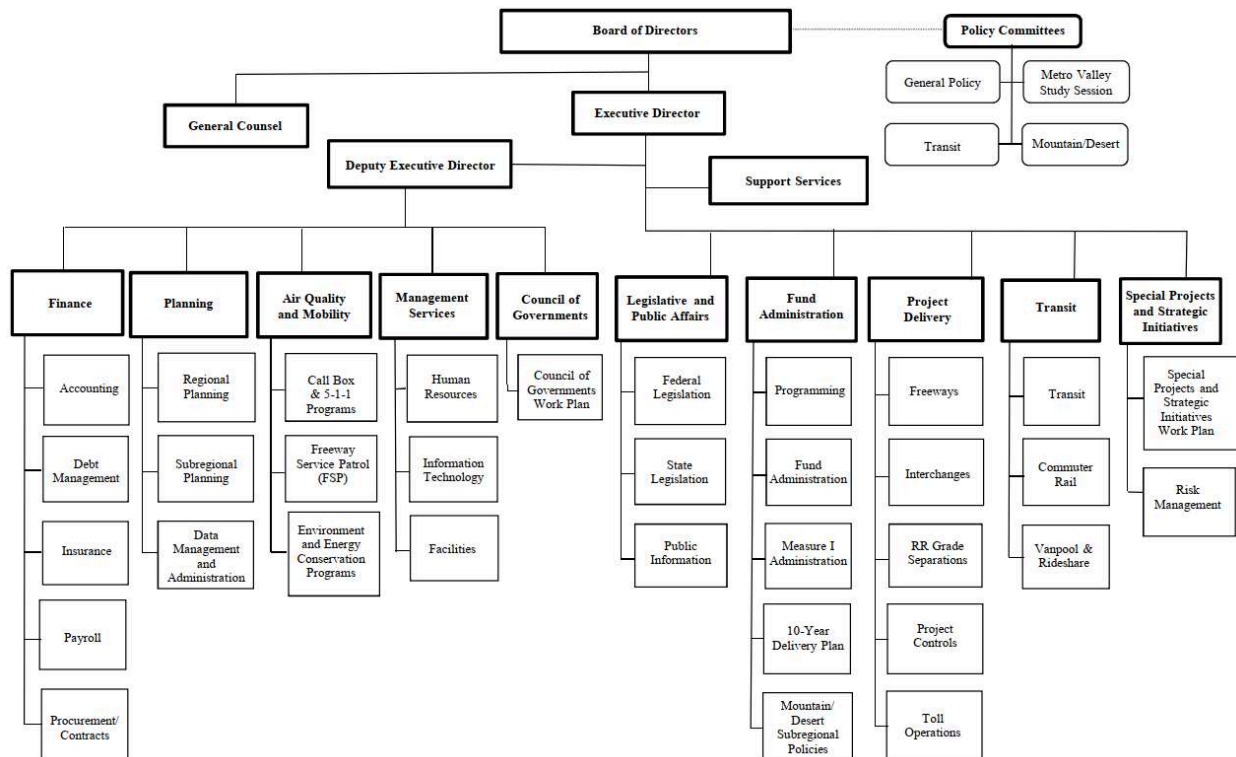 Board of Directors
Policy Committees
General Policy
Metro Valley
Study Session
General Counsel
Executive Director
Transit
Mountain/Desert
Deputy Executive Director
Support Services
Finance
Planning
Air Quality
and Mobility
Management
Services
Council of
Governments
Legislative and
Public Affairs
Fund
Administration
Project
Delivery
Transit
Special Projects
and Strategic
Initiatives
Accounting
Debt
Management
Insurance
Payroll
Procurement/
Contracts
Regional
Planning
Subregional
Planning
Data
Management
and
Administration
Call Box
& 5-1-1
Programs
Freeway
Service Patrol
(FSP)
Environment
and Energy
Conservation
Programs
Human
Resources
Information
Technology
Facilities
Council of
Governments
Work Plan
Federal
Legislation
State
Legislation
Public
Information
Programming
Fund
Administration
Measure I
Administration
10-Year
Delivery Plan
Mountain/
Desert
Subregional
Policies
Freeways
Interchanges
RR Grade
Separations
Project
Controls
Toll
Operations
Transit
Commuter
Rail
Vanpool &
Rideshare
Special
Projects and
Strategic
Initiatives
Work Plan
Risk
Management